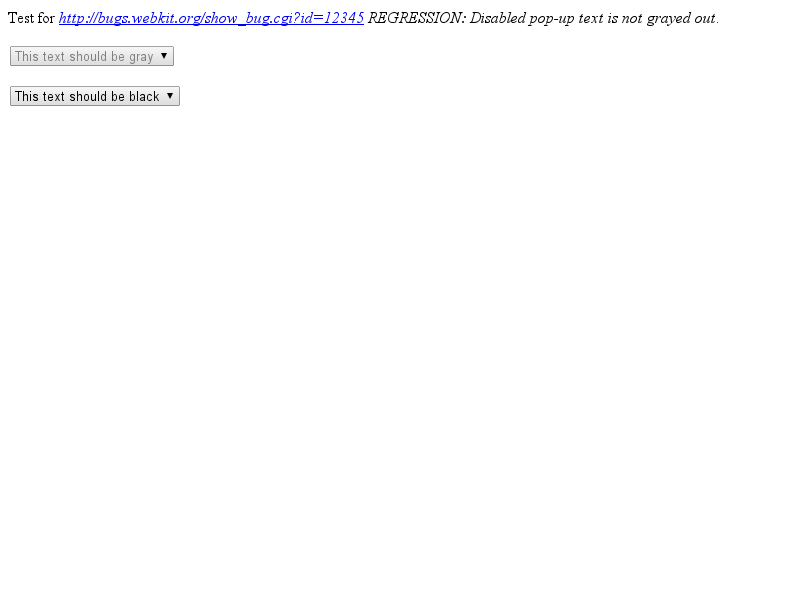 Test for http://bugs.webkit.org/show_bug.cgi?id=12345 REGRESSION: Disabled pop-up text is not grayed out.
This text should be gray
This text should be black